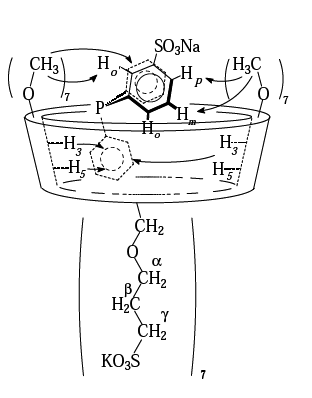 SO₃Na
CH₃ Hₒ Hₚ H₃C
O 7 P Hₘ O 7
Hₒ
H₃ H₃
H₅ H₅
CH₂
O α
CH₂
β
H₂C γ
CH₂
KO₃S
7